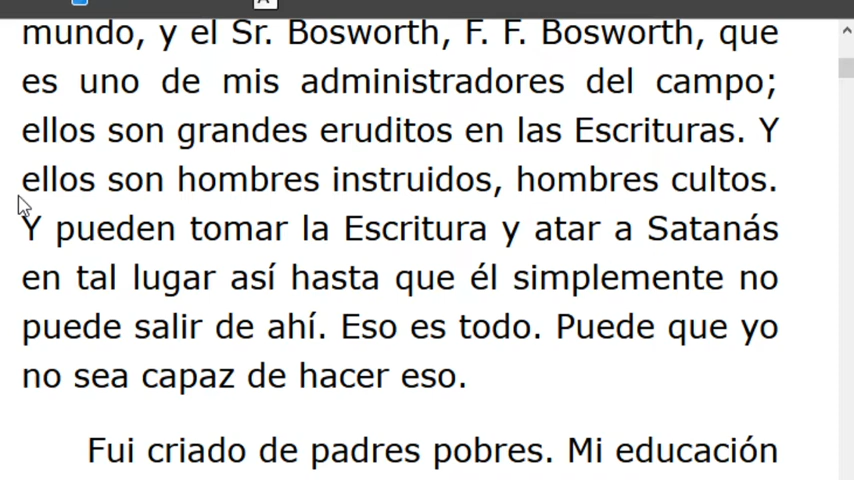 mundo, y el Sr. Bosworth, F. F. Bosworth, que
es uno de mis administradores del campo;
ellos son grandes eruditos en las Escrituras. Y
ellos son hombres instruidos, hombres cultos.
Y pueden tomar la Escritura y atar a Satanás
en tal lugar así hasta que él simplemente no
puede salir de ahí. Eso es todo. Puede que yo
no sea capaz de hacer eso.
Fui criado de padres pobres. Mi educación